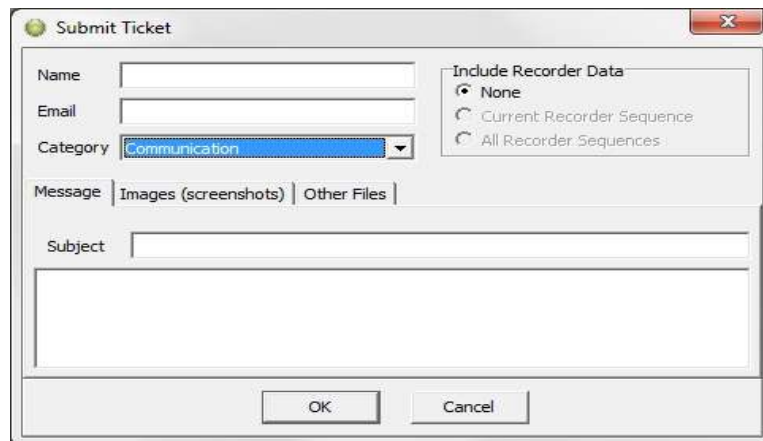 Submit Ticket
Name
Email
Category Communication
Include Recorder Data
None
Current Recorder Sequence
All Recorder Sequences
Message Images (screenshots) Other Files
Subject
OK Cancel